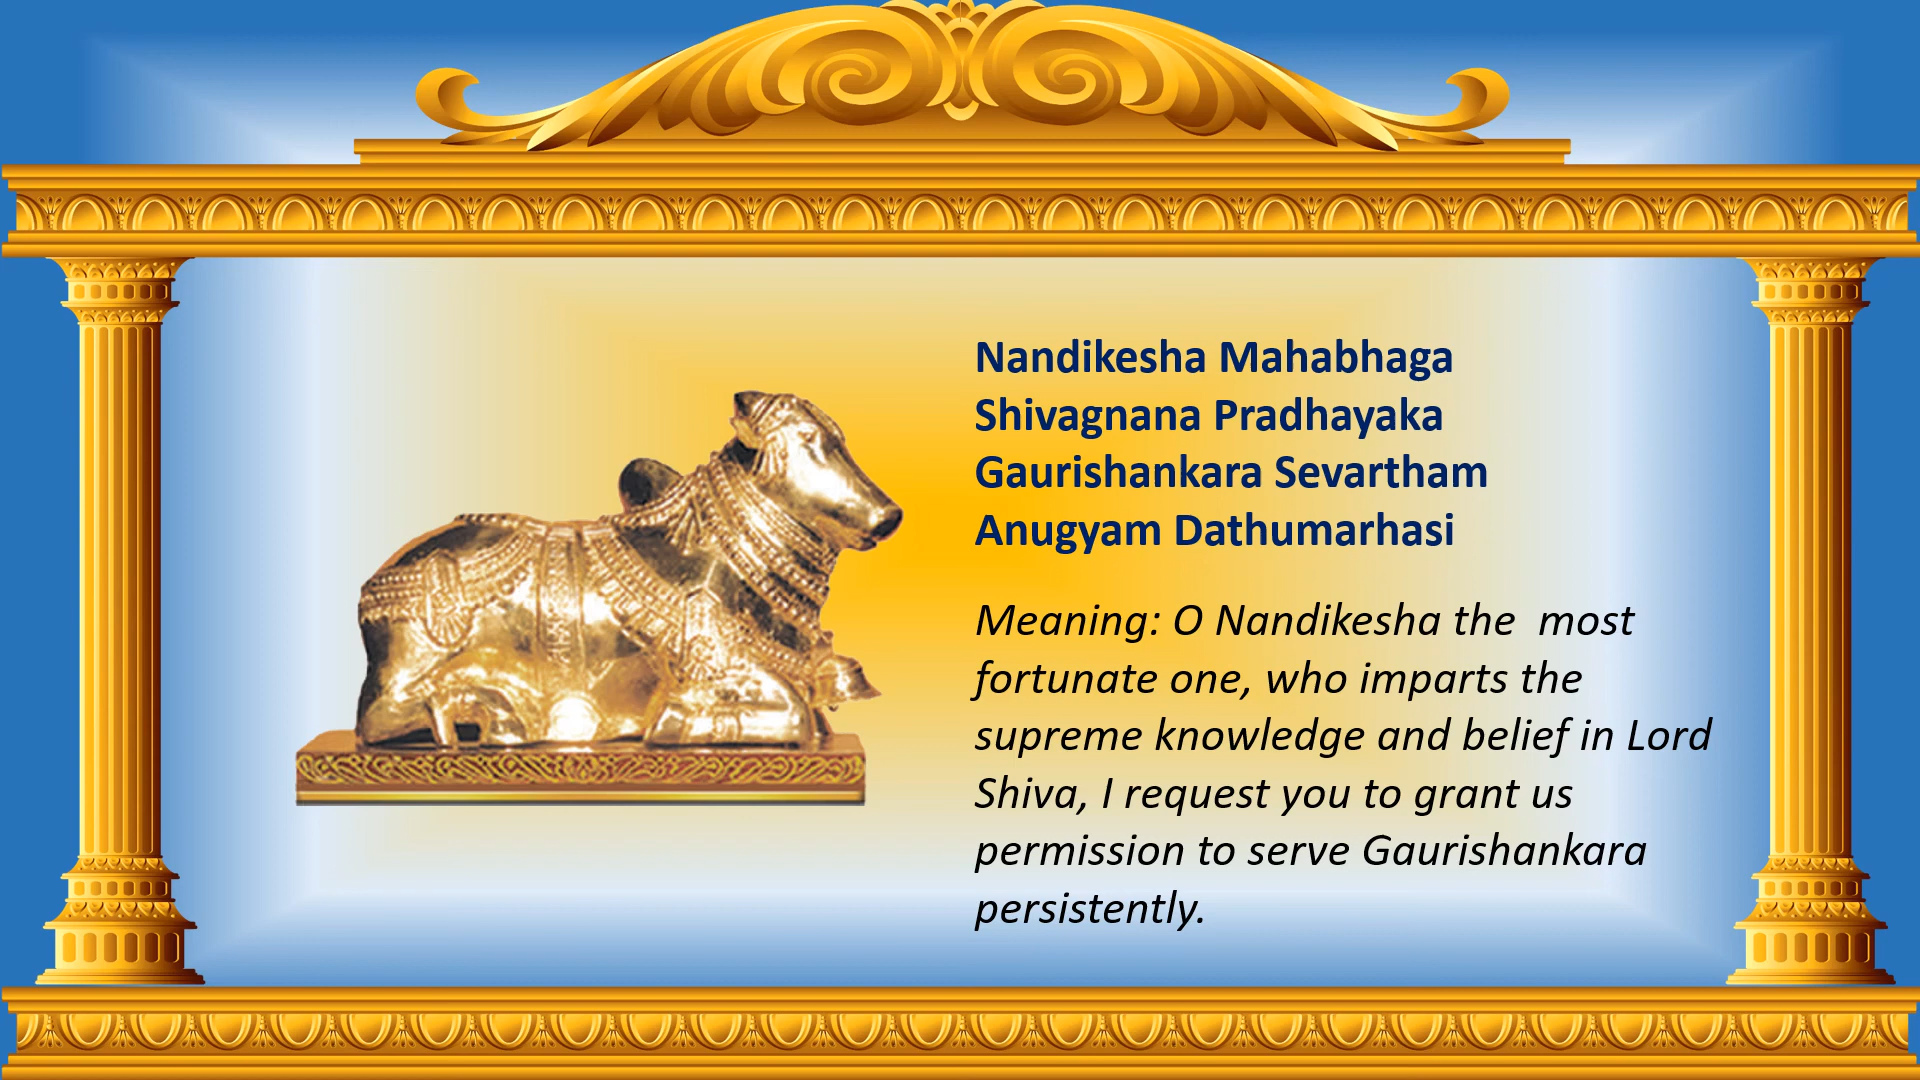 Nandikesha Mahabhaga
Shivagnana Pradhayaka
Gaurishankara Sevartham
Anugyam Dathumarhasi
Meaning: O Nandikesha the  most
fortunate one, who imparts the
supreme knowledge and belief in Lord
Shiva, I request you to grant us
permission to serve Gaurishankara
persistently.